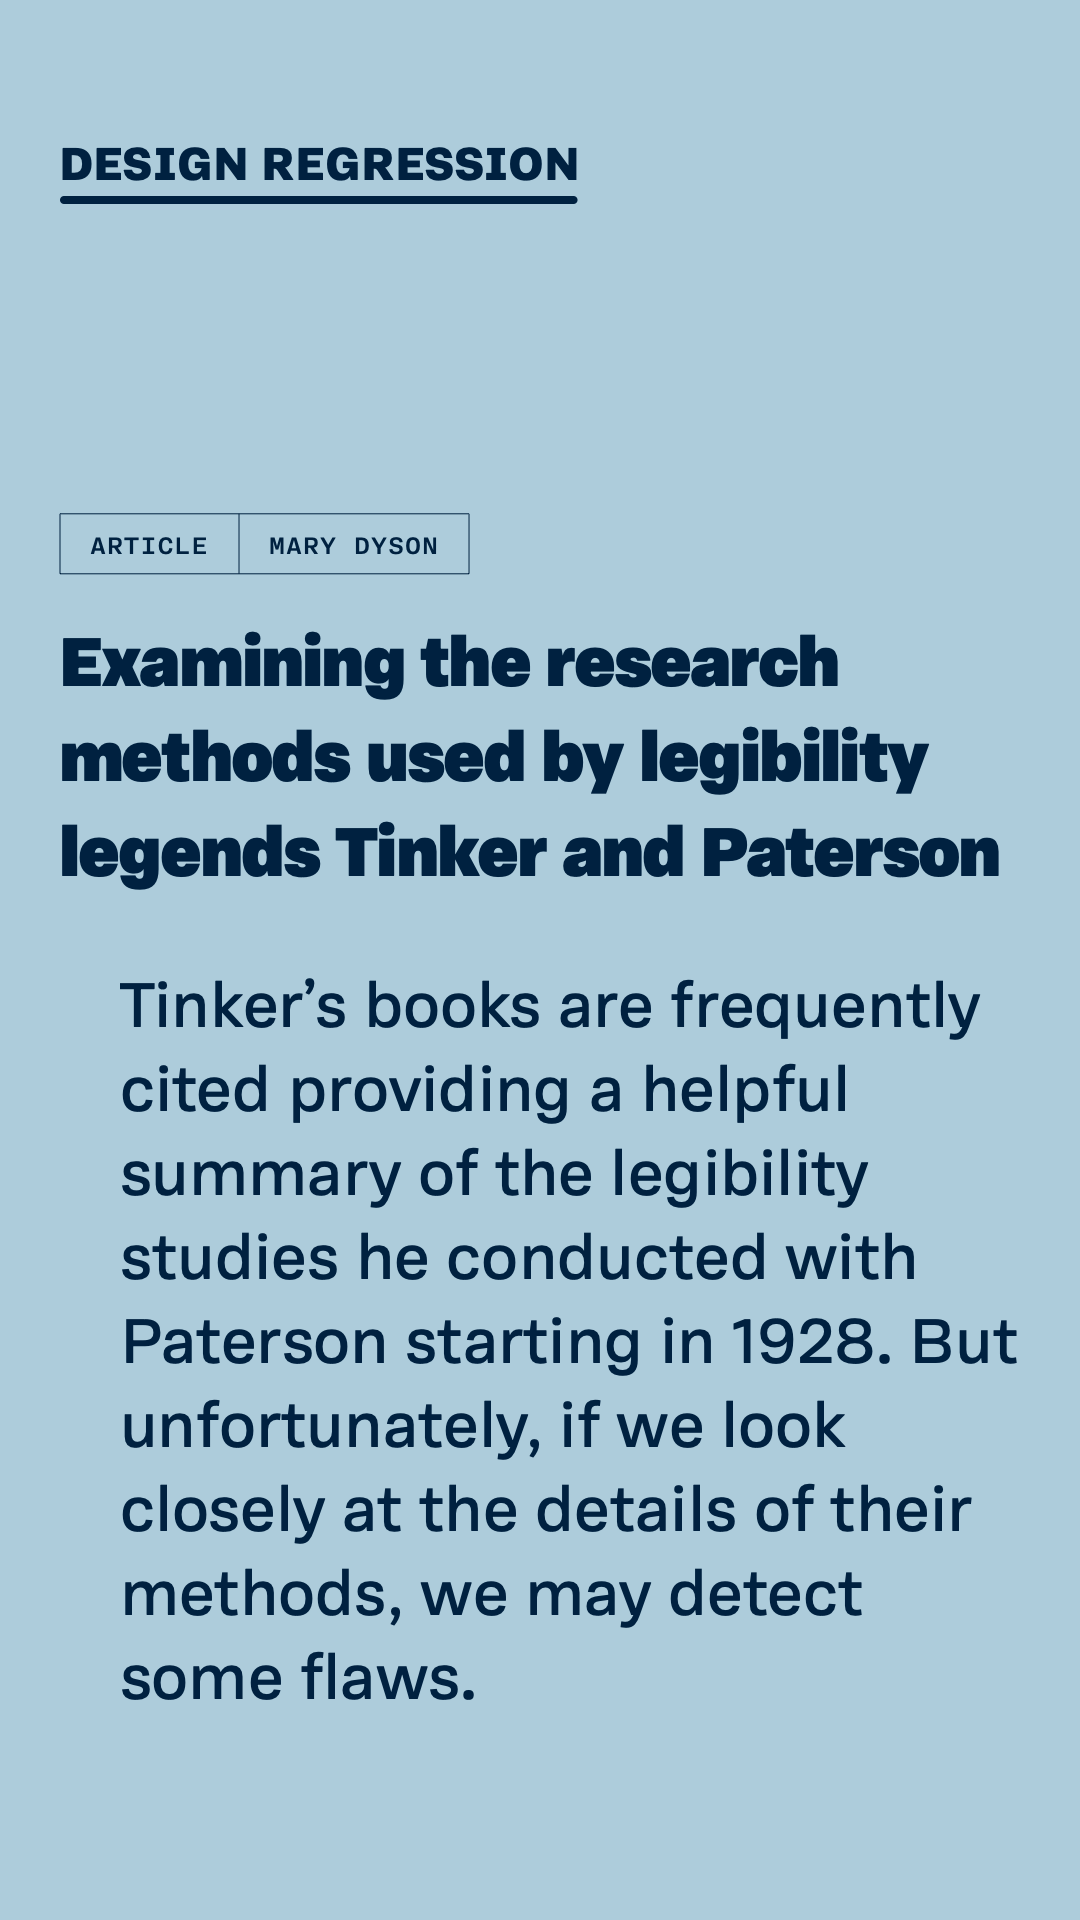 DESIGN REGRESSION
ARTICLE MARY DYSON
Examining the research
methods used by legibility
legends Tinker and Paterson
Tinker’s books are frequently
cited providing a helpful
summary of the legibility
studies he conducted with
Paterson starting in 1928. But
unfortunately, if we look
closely at the details of their
methods, we may detect
some flaws.